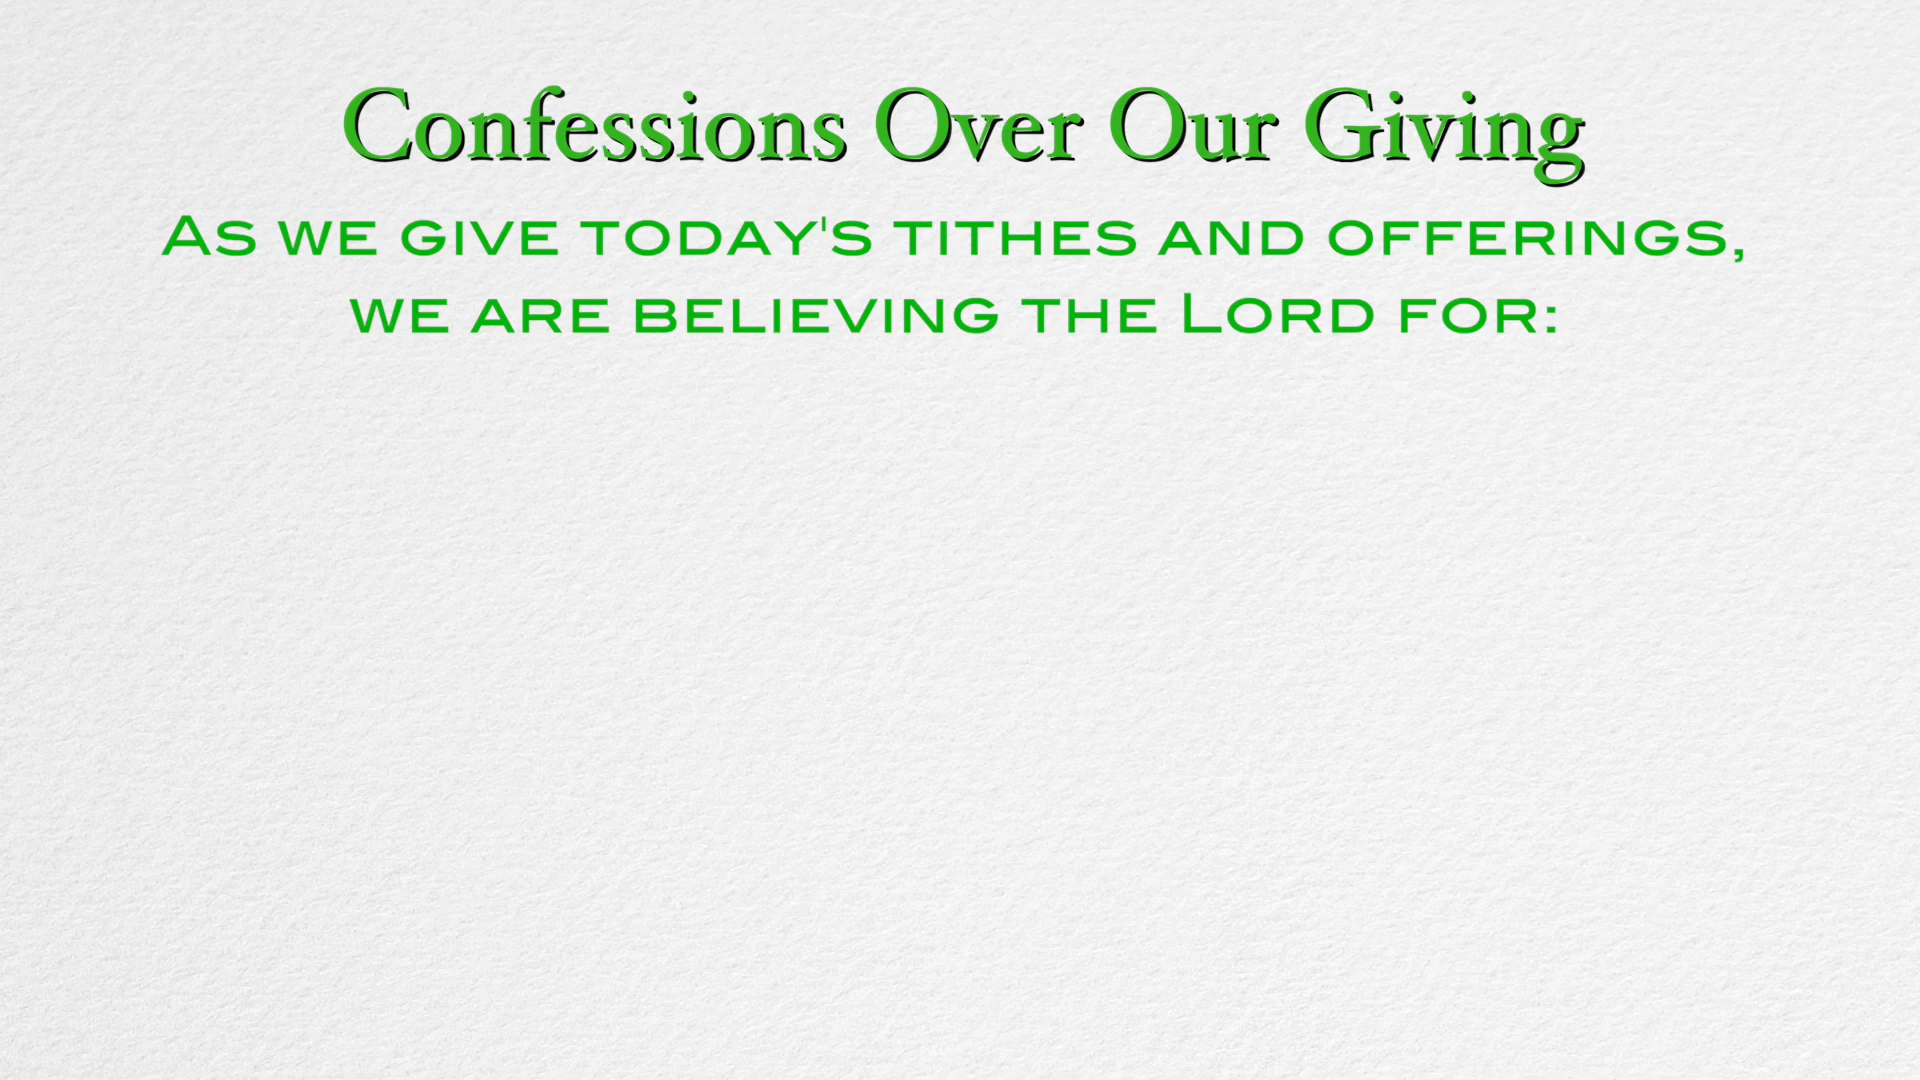 Confessions Over Our Giving
As we give today's tithes and offerings,
we are believing the Lord for: